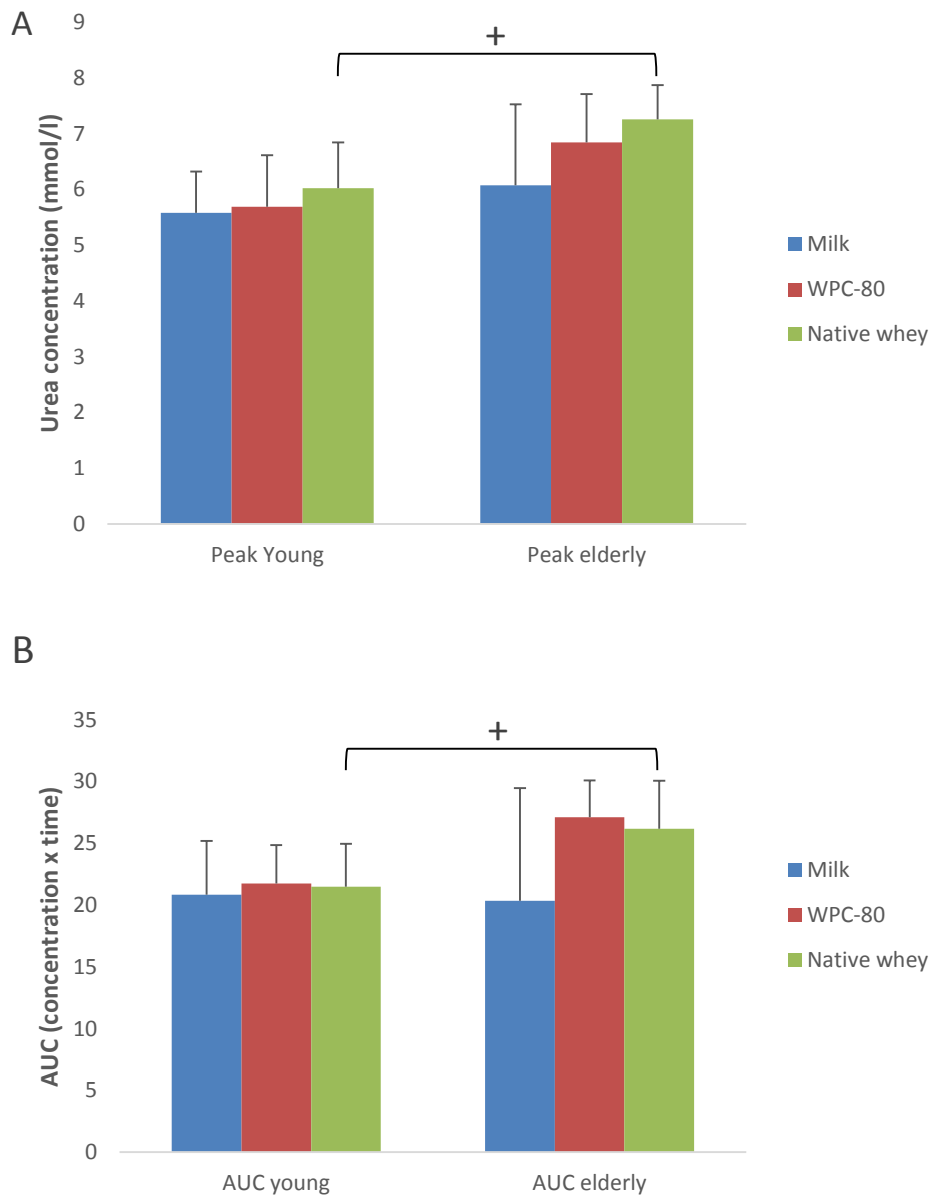 A
+
Urea concentration (mmol/l)
9
8
7
6
5
4
3
2
1
0
Peak Young
Peak elderly
Milk
WPC-80
Native whey
B
+
AUC (concentration x time)
35
30
25
20
15
10
5
0
AUC young
AUC elderly
Milk
WPC-80
Native whey